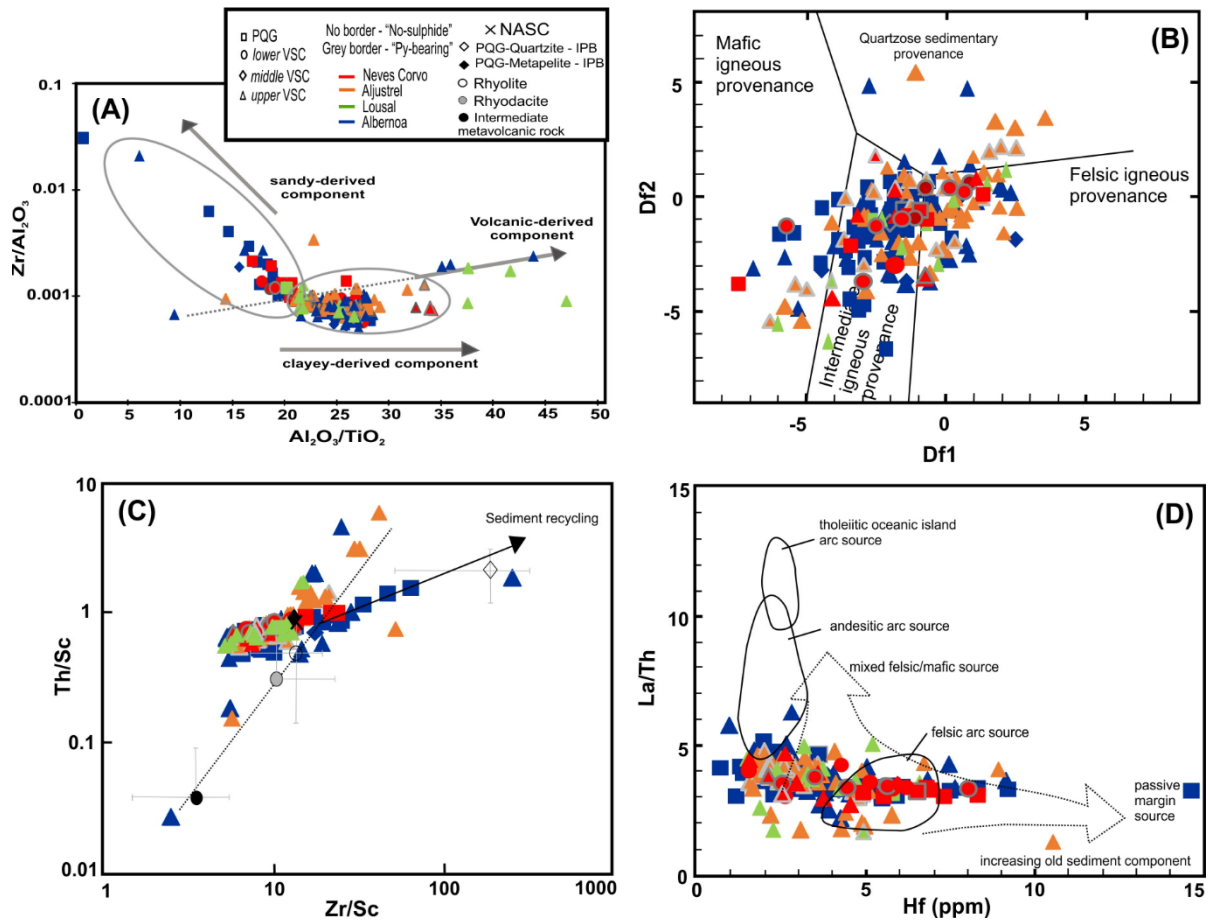 (A)
PQG
lower VSC
middle VSC
upper VSC
No border - “No-sulphide”
Grey border - “Py-bearing”
Neves Corvo
Aljustrel
Lousal
Albernoa
NASC
PQG-Quartzite - IPB
PQG-Metapelite - IPB
Rhyolite
Rhyodacite
Intermediate
metavolcanic rock
sandy-derived
component
Volcanic-derived
component
clayey-derived component
Zr/Al2O3
0.1
0.01
0.001
0.0001
0 5 10 15 20 25 30 35 40 45 50
Al2O3/TiO2
(B)
Mafic
igneous
provenance
Quartzose sedimentary
provenance
Felsic igneous
provenance
Intermediate
igneous
provenance
Df2
5
0
-5
-5 0 5
Df1
(C)
Sediment recycling
Th/Sc
10
1
0.1
0.01
1 10 100 1000
Zr/Sc
(D)
tholeiitic oceanic island
arc source
andesitic arc source
mixed felsic/mafic source
felsic arc source
passive
margin
source
increasing old sediment component
La/Th
15
10
5
0
0 5 10 15
Hf (ppm)